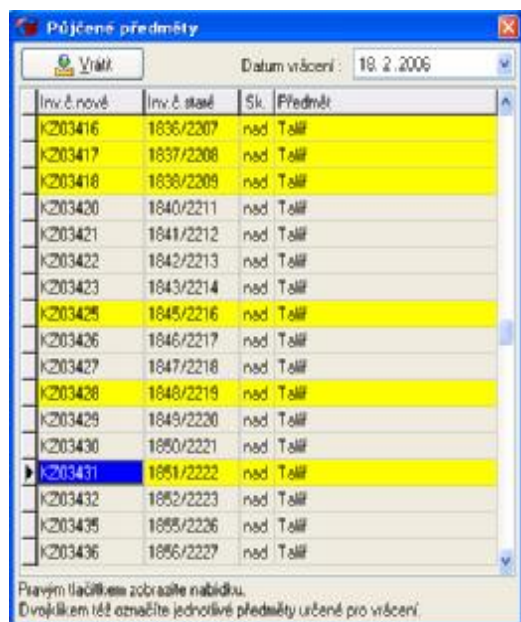 Půjčené předměty
Vrátit Datum vrácení : 18. 2. 2006
Inv.č.nové Inv.č.staré Sk. Předmět
KZ03416 1836/2207 nad Talíř
KZ03417 1837/2208 nad Talíř
KZ03418 1838/2209 nad Talíř
KZ03420 1840/2211 nad Talíř
KZ03421 1841/2212 nad Talíř
KZ03422 1842/2213 nad Talíř
KZ03423 1843/2214 nad Talíř
KZ03425 1845/2216 nad Talíř
KZ03426 1846/2217 nad Talíř
KZ03427 1847/2218 nad Talíř
KZ03428 1848/2219 nad Talíř
KZ03429 1849/2220 nad Talíř
KZ03430 1850/2221 nad Talíř
KZ03431 1851/2222 nad Talíř
KZ03432 1852/2223 nad Talíř
KZ03435 1855/2226 nad Talíř
KZ03436 1856/2227 nad Talíř
Pravým tlačítkem zobrazíte nabídku.
Dvojklikem též označíte jednotlivé předměty určené pro vrácení.